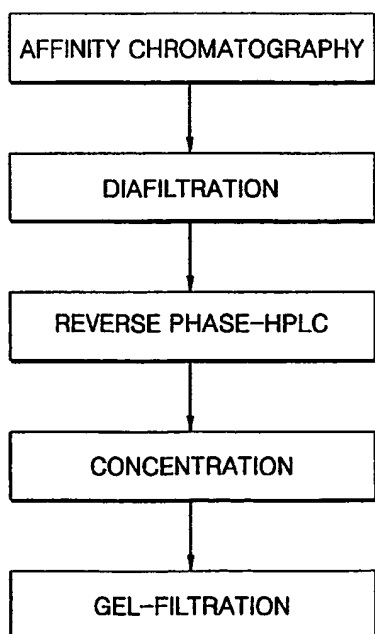 AFFINITY CHROMATOGRAPHY
DIAFILTRATION
REVERSE PHASE-HPLC
CONCENTRATION
GEL-FILTRATION